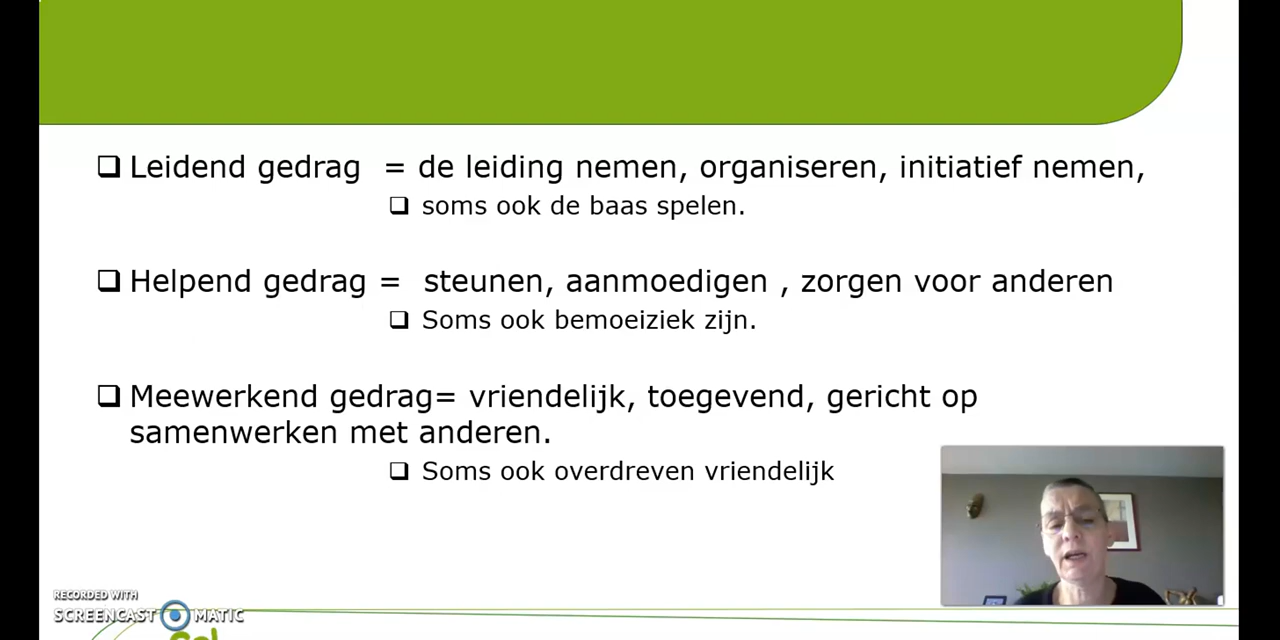 Leidend gedrag = de leiding nemen, organiseren, initiatief nemen,
soms ook de baas spelen.
Helpend gedrag = steunen, aanmoedigen , zorgen voor anderen
Soms ook bemoeiziek zijn.
Meewerkend gedrag= vriendelijk, toegevend, gericht op
samenwerken met anderen.
Soms ook overdreven vriendelijk
RECORDED WITH
SCREENCAST MATIC